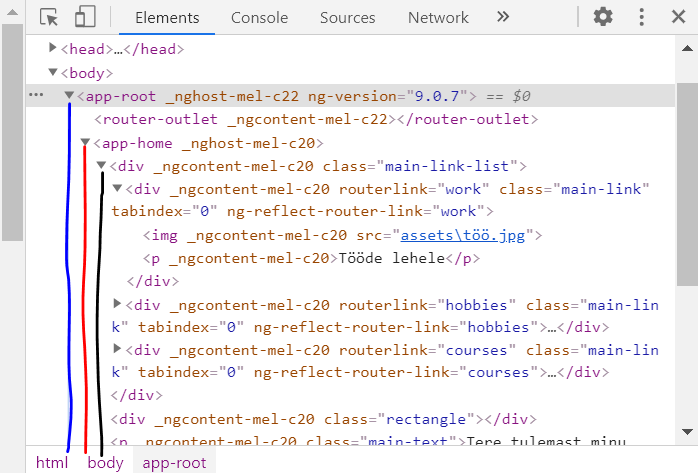 Elements Console Sources Network »
<head>…</head>
<body>
… <app-root _nghost-mel-c22 ng-version="9.0.7"> == $0
<router-outlet _ngcontent-mel-c22></router-outlet>
<app-home _nghost-mel-c20>
<div _ngcontent-mel-c20 class="main-link-list">
<div _ngcontent-mel-c20 routerlink="work" class="main-link"
tabindex="0" ng-reflect-router-link="work">
<img _ngcontent-mel-c20 src="assets\töö.jpg">
<p _ngcontent-mel-c20>Tööde lehele</p>
</div>
<div _ngcontent-mel-c20 routerlink="hobbies" class="main-lin
k" tabindex="0" ng-reflect-router-link="hobbies">…</div>
<div _ngcontent-mel-c20 routerlink="courses" class="main-lin
k" tabindex="0" ng-reflect-router-link="courses">…</div>
</div>
<div _ngcontent-mel-c20 class="rectangle"></div>
<p _ngcontent-mel-c20 class="main-text">Tere tulemast minu
html body app-root